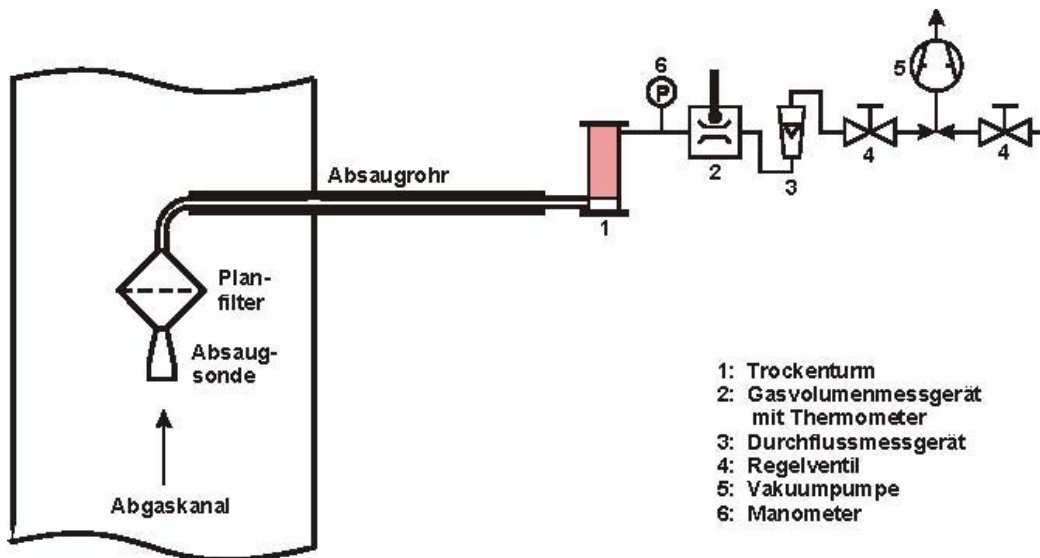 6
P
5
4
4
2
3
Absaugrohr
1
Plan-
filter
Absaug-
sonde
Abgaskanal
1: Trockenturm
2: Gasvolumenmessgerät
mit Thermometer
3: Durchflussmessgerät
4: Regelventil
5: Vakuumpumpe
6: Manometer